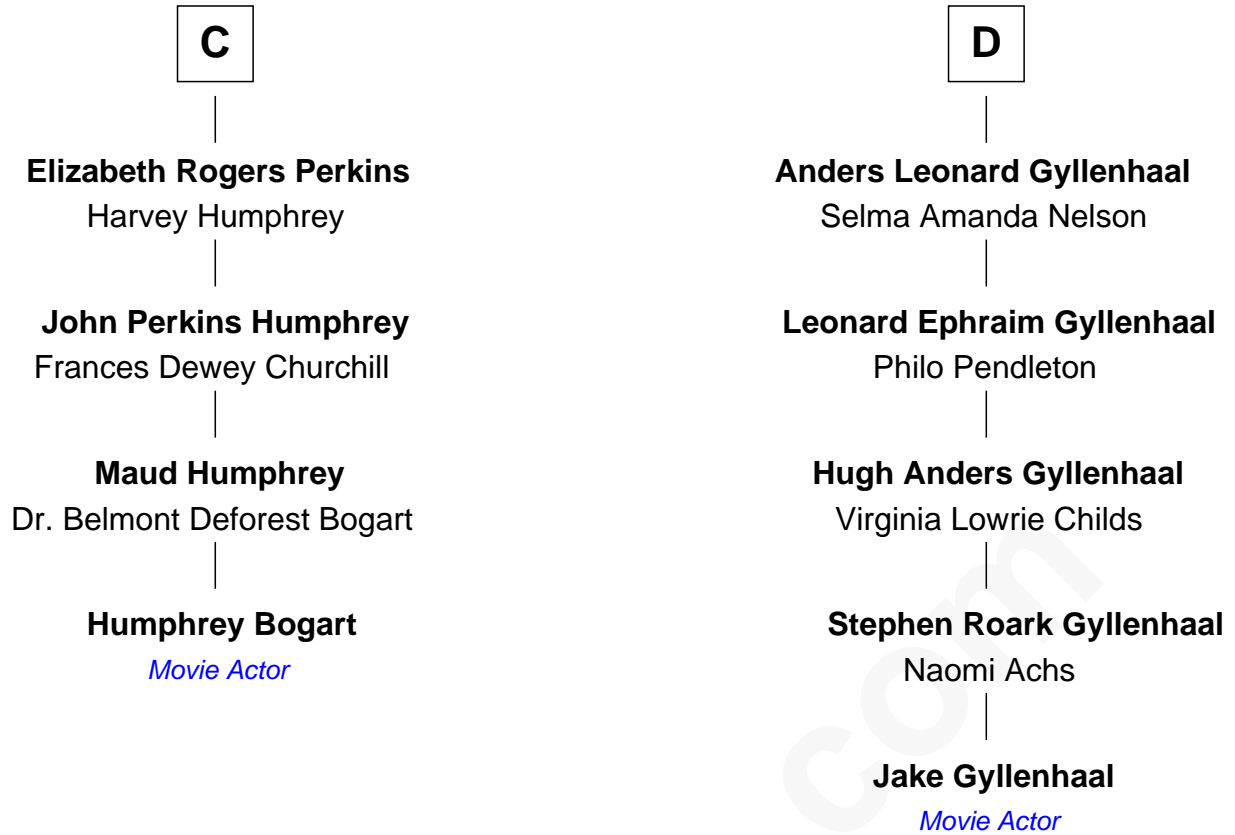 C
Elizabeth Rogers Perkins
Harvey Humphrey
John Perkins Humphrey
Frances Dewey Churchill
Maud Humphrey
Dr. Belmont Deforest Bogart
Humphrey Bogart
Movie Actor
D
Anders Leonard Gyllenhaal
Selma Amanda Nelson
Leonard Ephraim Gyllenhaal
Philo Pendleton
Hugh Anders Gyllenhaal
Virginia Lowrie Childs
Stephen Roark Gyllenhaal
Naomi Achs
Jake Gyllenhaal
Movie Actor
com